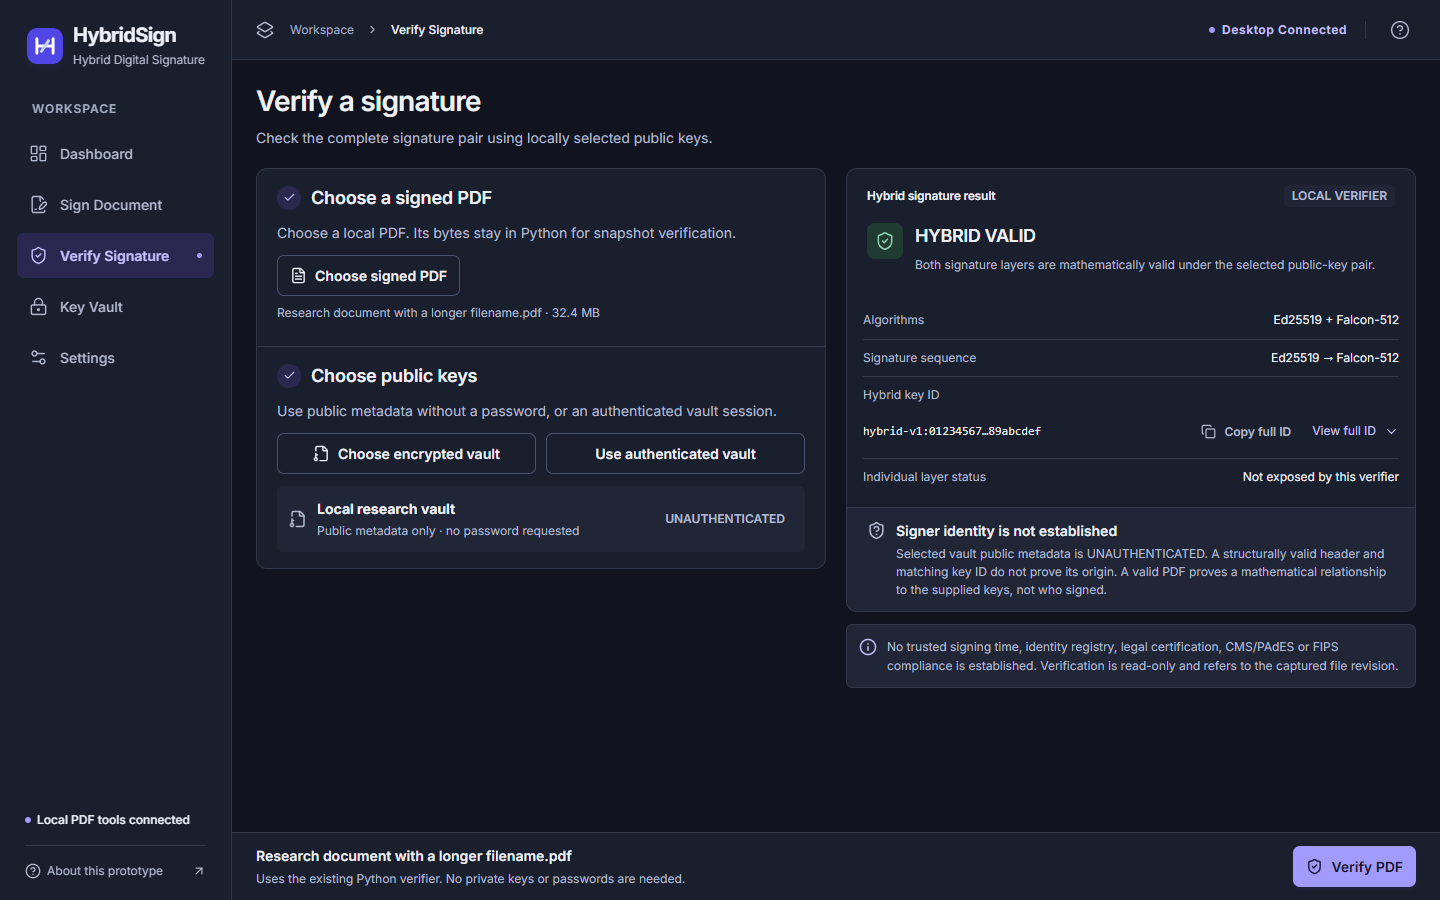 HybridSign
Hybrid Digital Signature
WORKSPACE
Dashboard
Sign Document
Verify Signature
Key Vault
Settings
Local PDF tools connected
About this prototype
Workspace
Verify Signature
Desktop Connected
Verify a signature
Check the complete signature pair using locally selected public keys.
Choose a signed PDF
Choose a local PDF. Its bytes stay in Python for snapshot verification.
Choose signed PDF
Research document with a longer filename.pdf · 32.4 MB
Choose public keys
Use public metadata without a password, or an authenticated vault session.
Choose encrypted vault
Use authenticated vault
Local research vault
Public metadata only · no password requested
UNAUTHENTICATED
Hybrid signature result
LOCAL VERIFIER
HYBRID VALID
Both signature layers are mathematically valid under the selected public-key pair.
Algorithms
Ed25519 + Falcon-512
Signature sequence
Ed25519 → Falcon-512
Hybrid key ID
hybrid-v1:01234567…89abcdef
Copy full ID
View full ID
Individual layer status
Not exposed by this verifier
Signer identity is not established
Selected vault public metadata is UNAUTHENTICATED. A structurally valid header and
matching key ID do not prove its origin. A valid PDF proves a mathematical relationship
to the supplied keys, not who signed.
No trusted signing time, identity registry, legal certification, CMS/PAdES or FIPS
compliance is established. Verification is read-only and refers to the captured file revision.
Research document with a longer filename.pdf
Uses the existing Python verifier. No private keys or passwords are needed.
Verify PDF